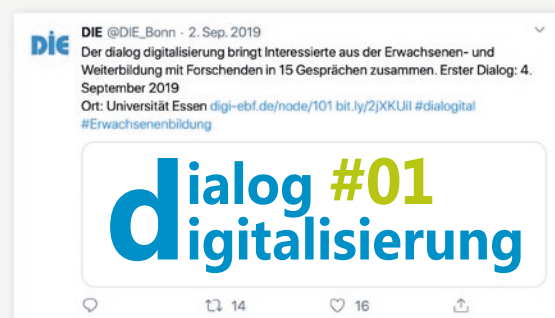 DIE
DIE @DIE_Bonn · 2. Sep. 2019
Der dialog digitalisierung bringt Interessierte aus der Erwachsenen- und
Weiterbildung mit Forschenden in 15 Gesprächen zusammen. Erster Dialog: 4.
September 2019
Ort: Universität Essen digi-ebf.de/node/101 bit.ly/2jXKUil #dialogital
#Erwachsenenbildung
dialog #01
digitalisierung
14 16